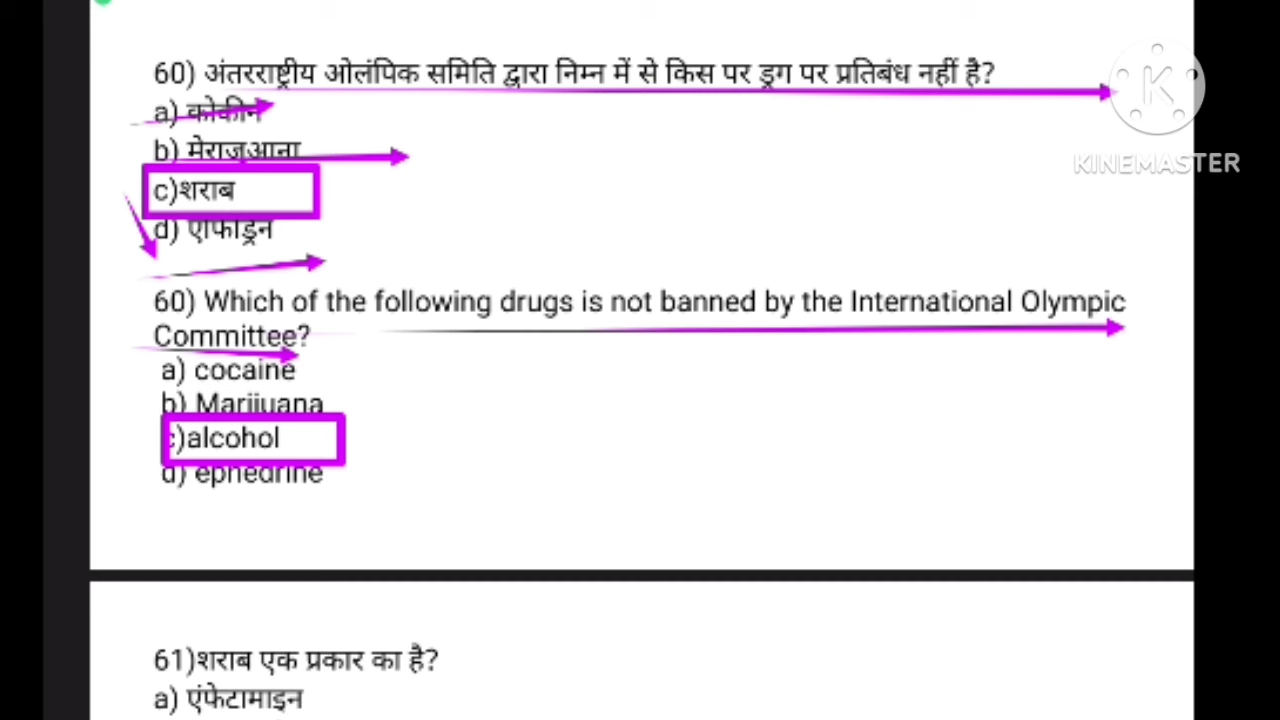 60) अंतरराष्ट्रीय ओलंपिक समिति द्वारा निम्न में से किस पर ड्रग पर प्रतिबंध नहीं है?
a) कोकीन
b) मेराजुआना
c)शराब
d) एफिड्रिन
KINEMASTER
60) Which of the following drugs is not banned by the International Olympic
Committee?
a) cocaine
b) Marijuana
c)alcohol
d) ephedrine
61)शराब एक प्रकार का है?
a) एंफेटामाइन